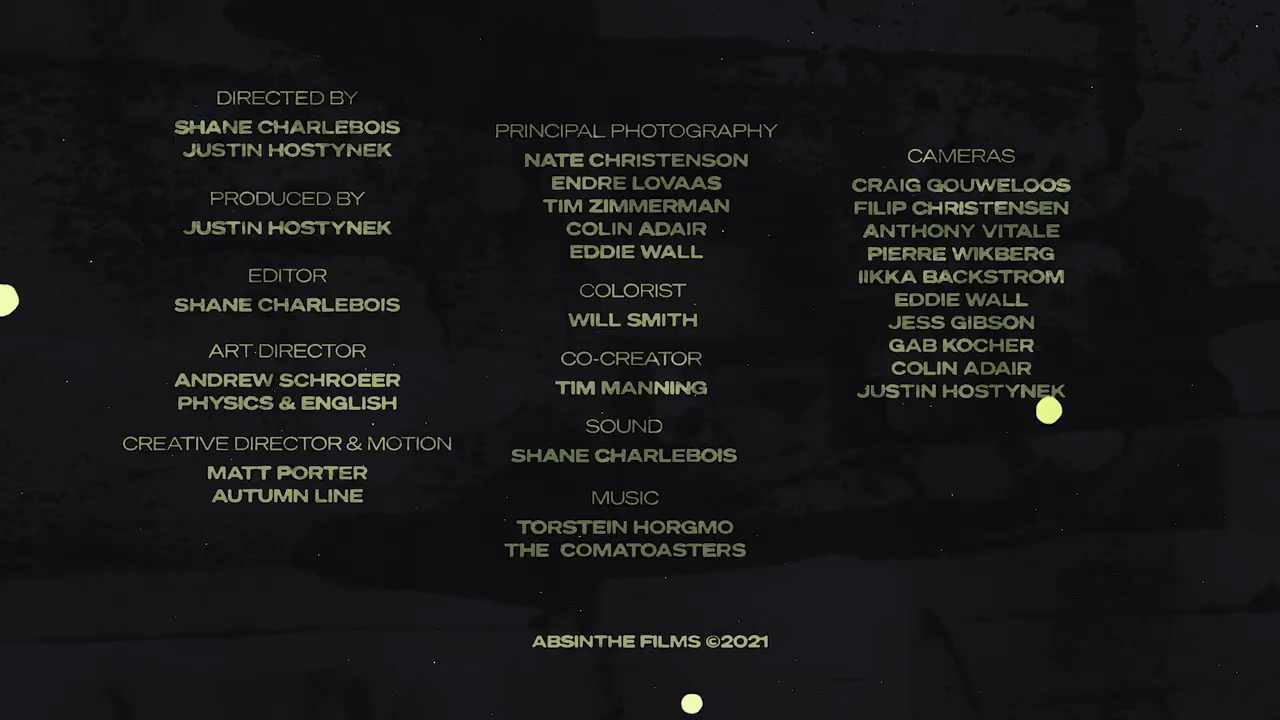 DIRECTED BY
SHANE CHARLEBOIS
JUSTIN HOSTYNEK
PRODUCED BY
JUSTIN HOSTYNEK
EDITOR
SHANE CHARLEBOIS
ART DIRECTOR
ANDREW SCHROEER
PHYSICS & ENGLISH
CREATIVE DIRECTOR & MOTION
MATT PORTER
AUTUMN LINE
PRINCIPAL PHOTOGRAPHY
NATE CHRISTENSON
ENDRE LOVAAS
TIM ZIMMERMAN
COLIN ADAIR
EDDIE WALL
COLORIST
WILL SMITH
CO-CREATOR
TIM MANNING
SOUND
SHANE CHARLEBOIS
MUSIC
TORSTEIN HORGMO
THE COMATOASTERS
CAMERAS
CRAIG GOUWELOOS
FILIP CHRISTENSEN
ANTHONY VITALE
PIERRE WIKBERG
IIKKA BACKSTROM
EDDIE WALL
JESS GIBSON
GAB KOCHER
COLIN ADAIR
JUSTIN HOSTYNEK
ABSINTHE FILMS ©2021